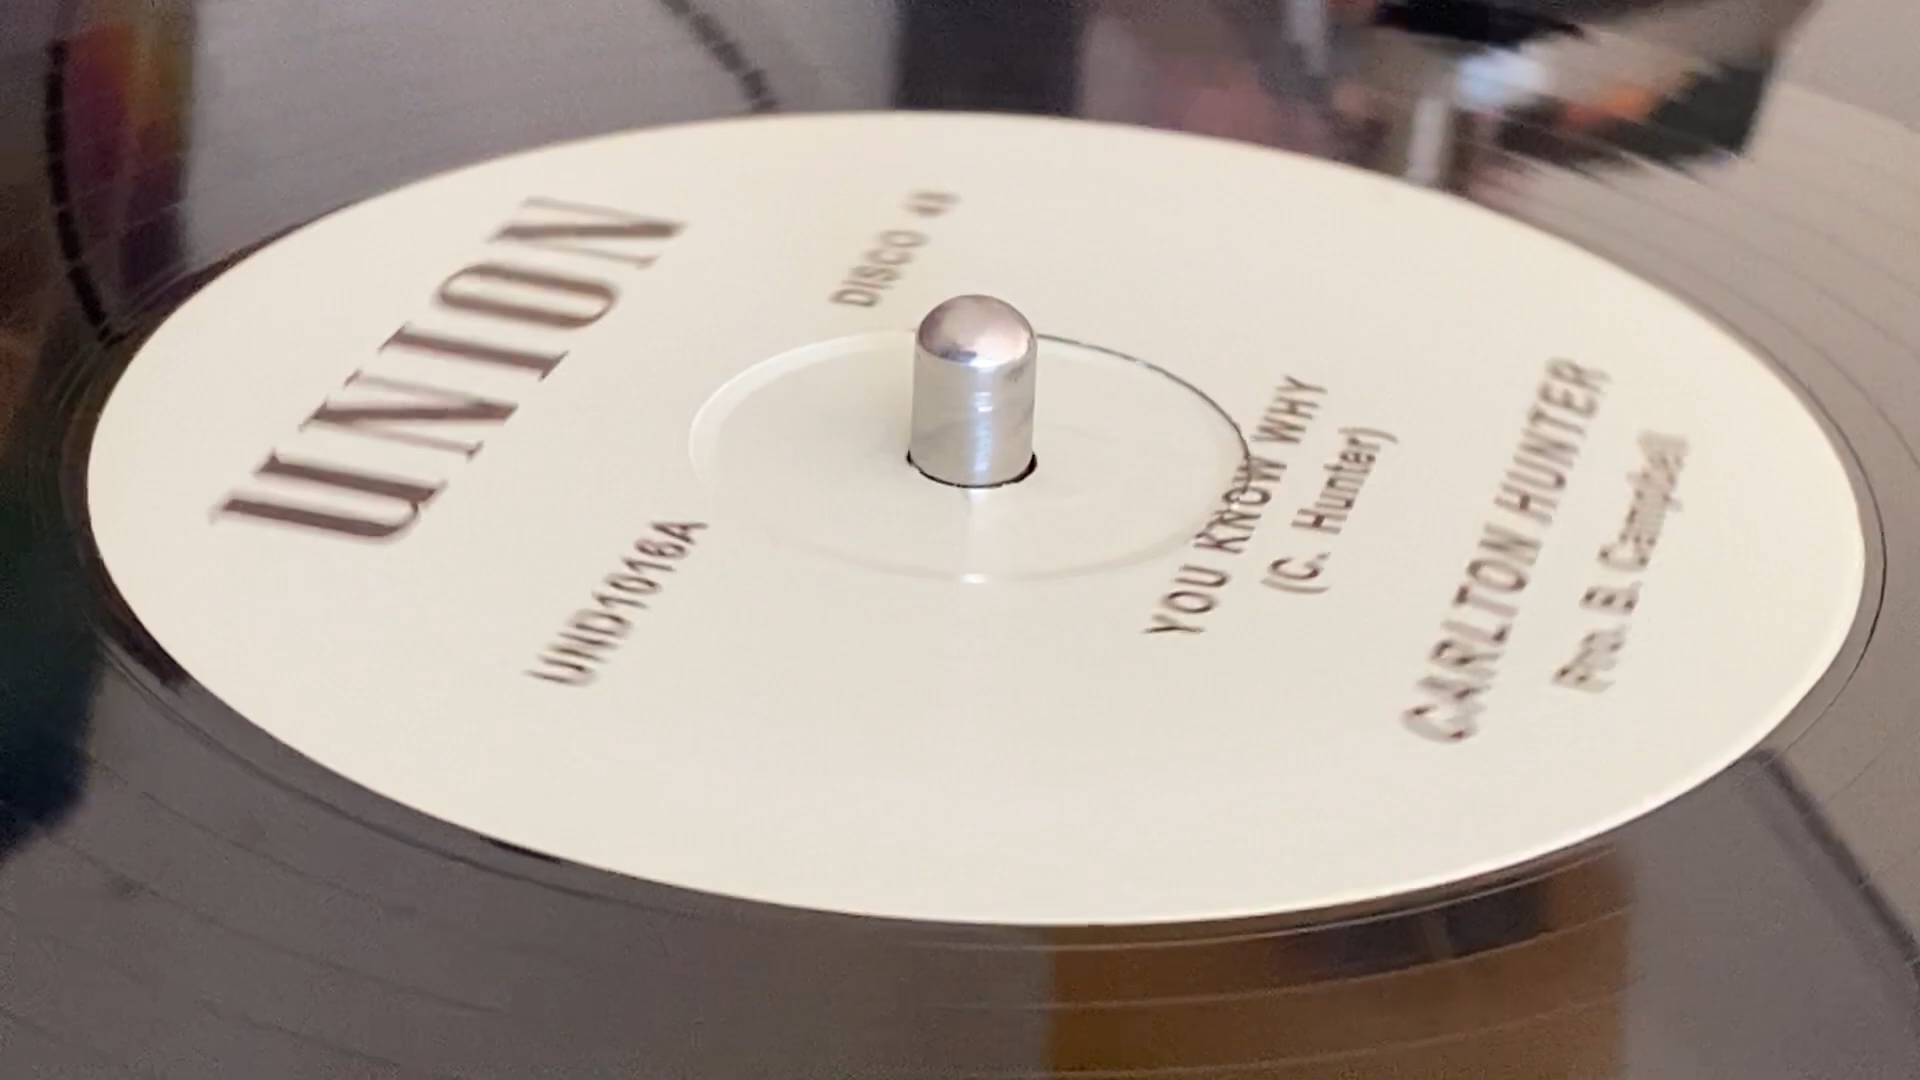 UNION
DISCO 45
UND1016A
YOU KNOW WHY
(C. Hunter)
CARLTON HUNTER
Pro. B. Campbell